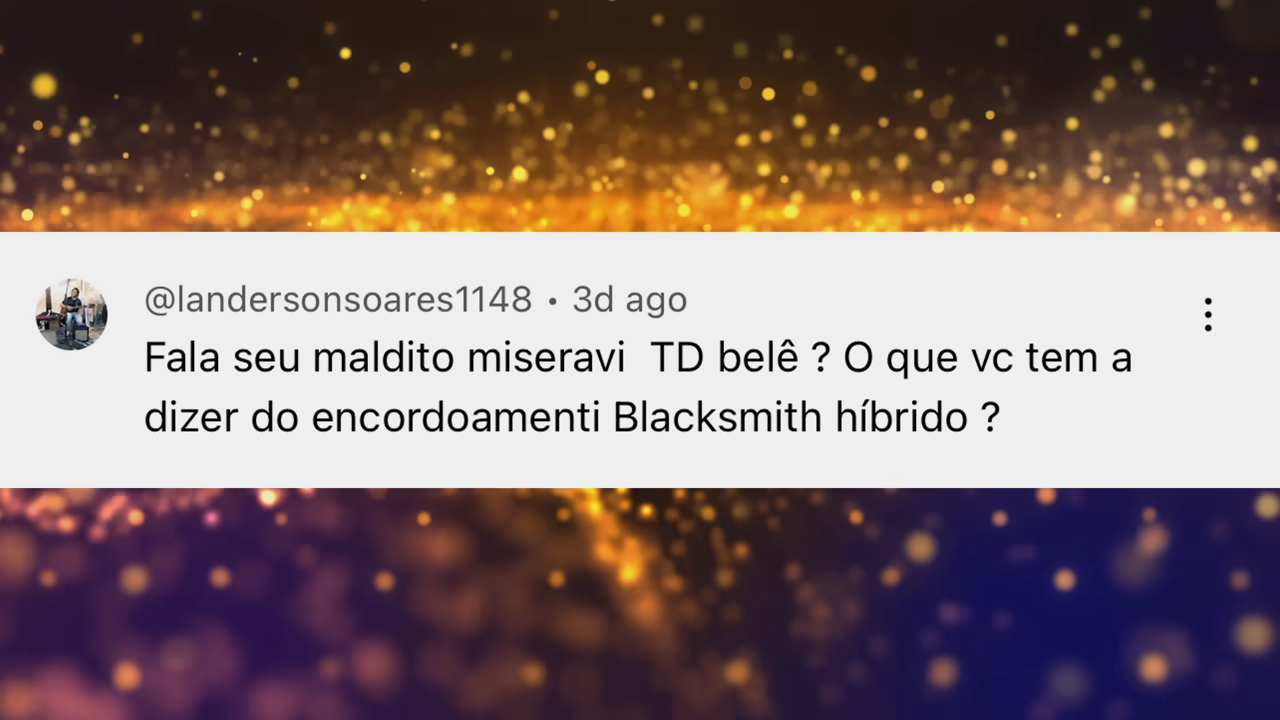 @landersonsoares1148 • 3d ago
Fala seu maldito miseravi  TD belê ? O que vc tem a
dizer do encordoamenti Blacksmith híbrido ?